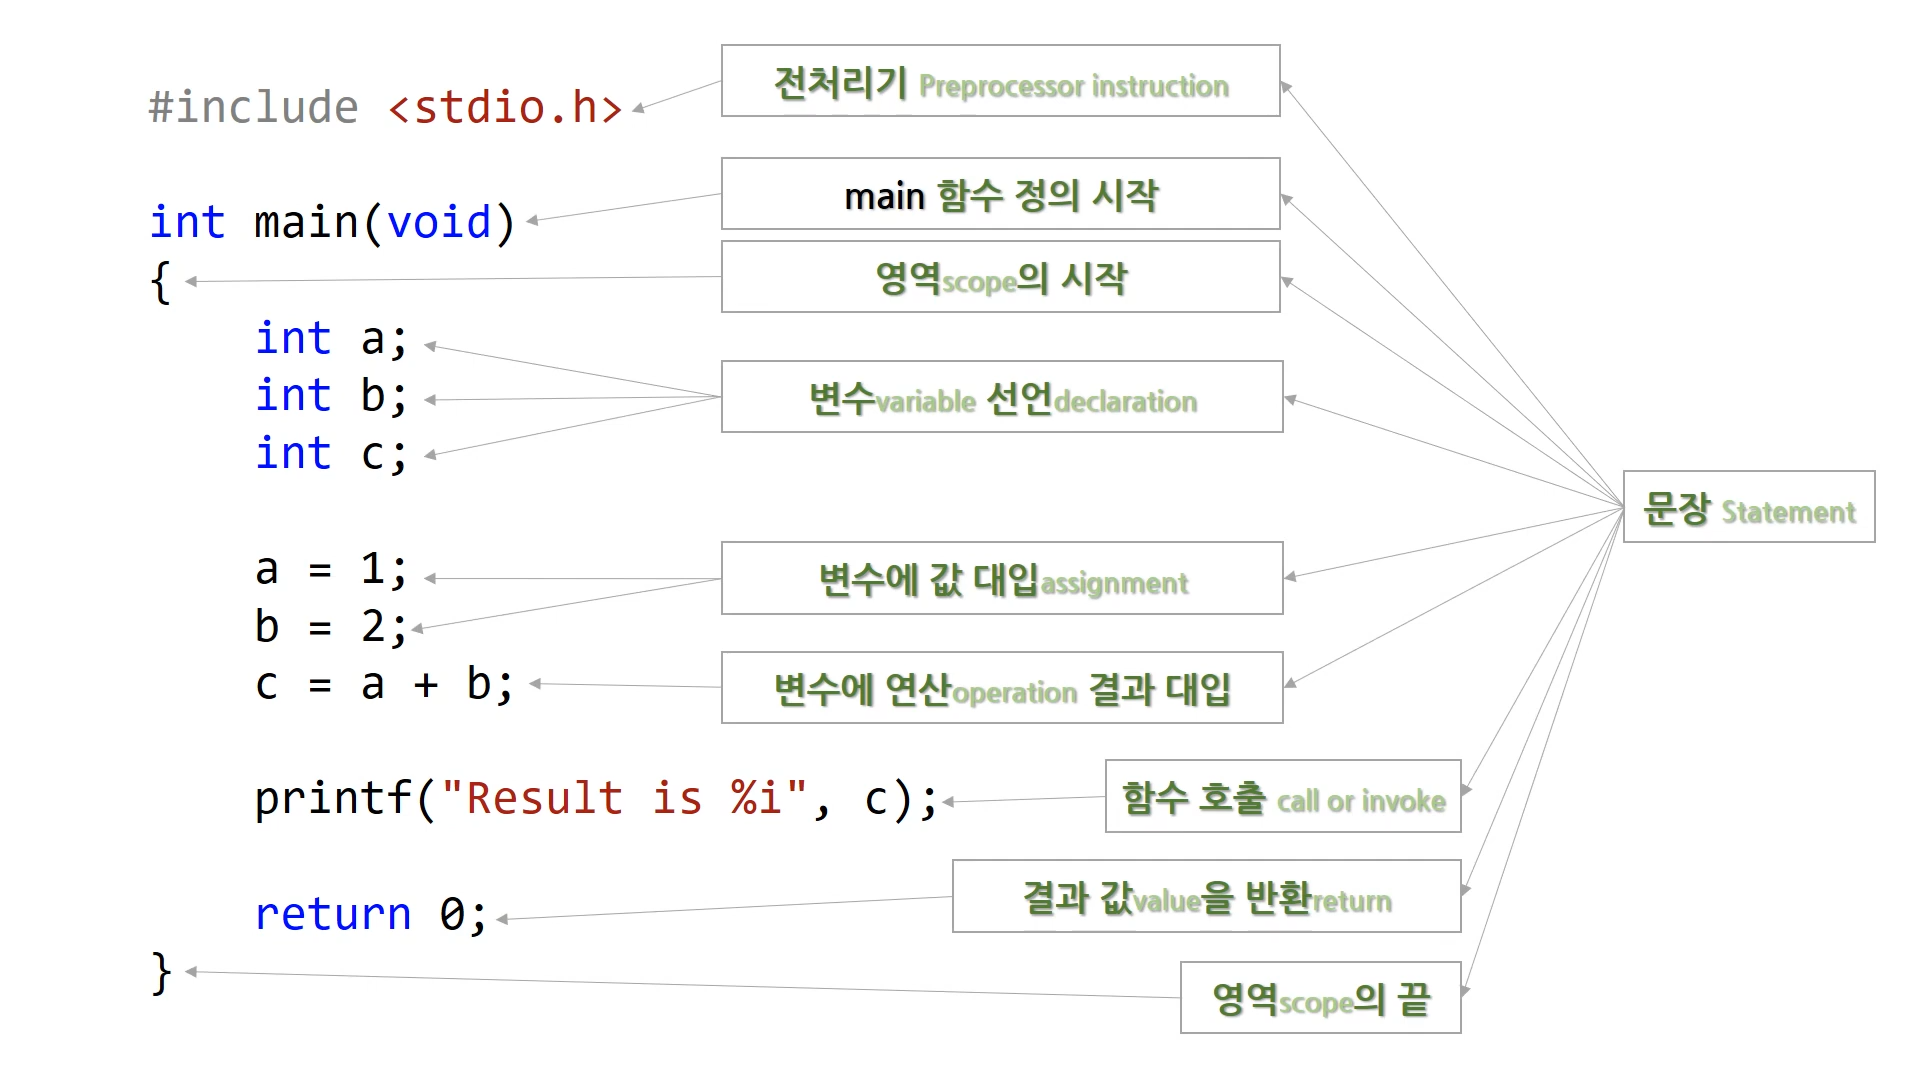 #include <stdio.h>
전처리기 Preprocessor instruction
int main(void)
main 함수 정의 시작
{
영역scope의 시작
int a;
int b;
int c;
변수variable 선언declaration
문장 Statement
a = 1;
b = 2;
변수에 값 대입assignment
c = a + b;
변수에 연산operation 결과 대입
printf("Result is %i", c);
함수 호출 call or invoke
return 0;
결과 값value을 반환return
}
영역scope의 끝